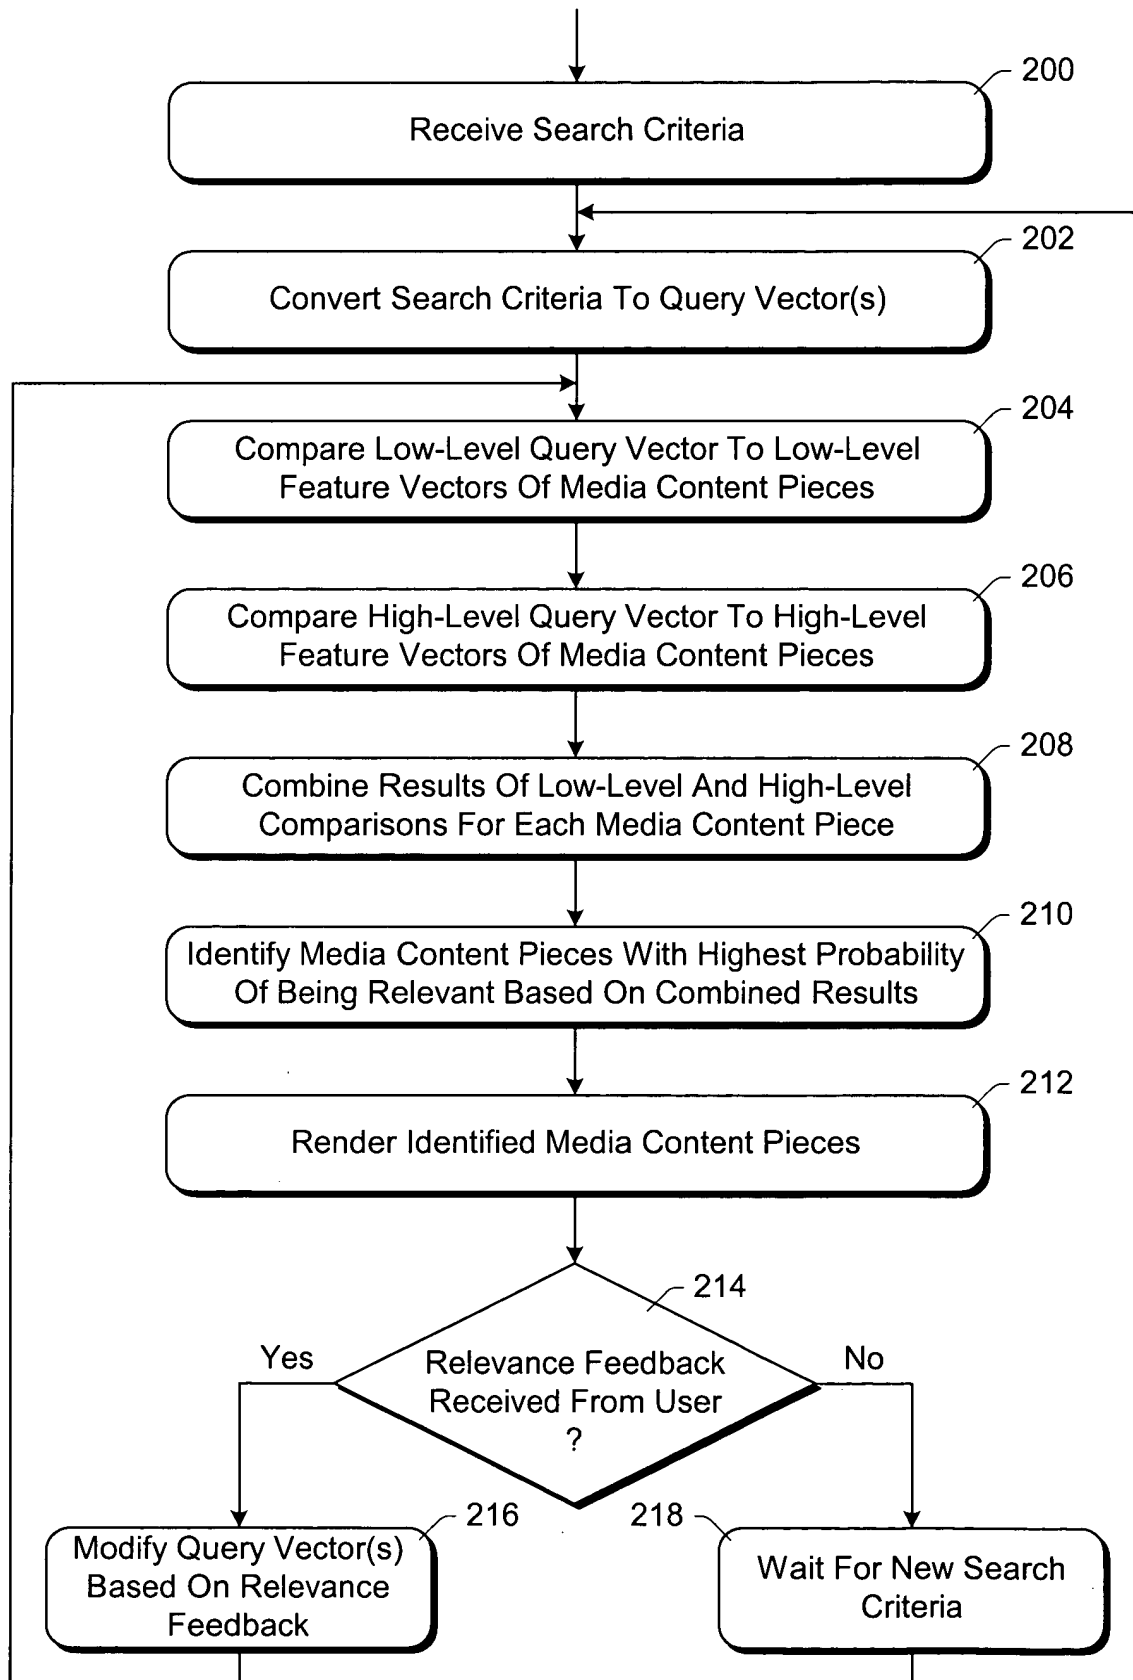 200
Receive Search Criteria
202
Convert Search Criteria To Query Vector(s)
204
Compare Low-Level Query Vector To Low-Level
Feature Vectors Of Media Content Pieces
206
Compare High-Level Query Vector To High-Level
Feature Vectors Of Media Content Pieces
208
Combine Results Of Low-Level And High-Level
Comparisons For Each Media Content Piece
210
Identify Media Content Pieces With Highest Probability
Of Being Relevant Based On Combined Results
212
Render Identified Media Content Pieces
214
Yes
Relevance Feedback
Received From User
?
No
216
Modify Query Vector(s)
Based On Relevance
Feedback
218
Wait For New Search
Criteria